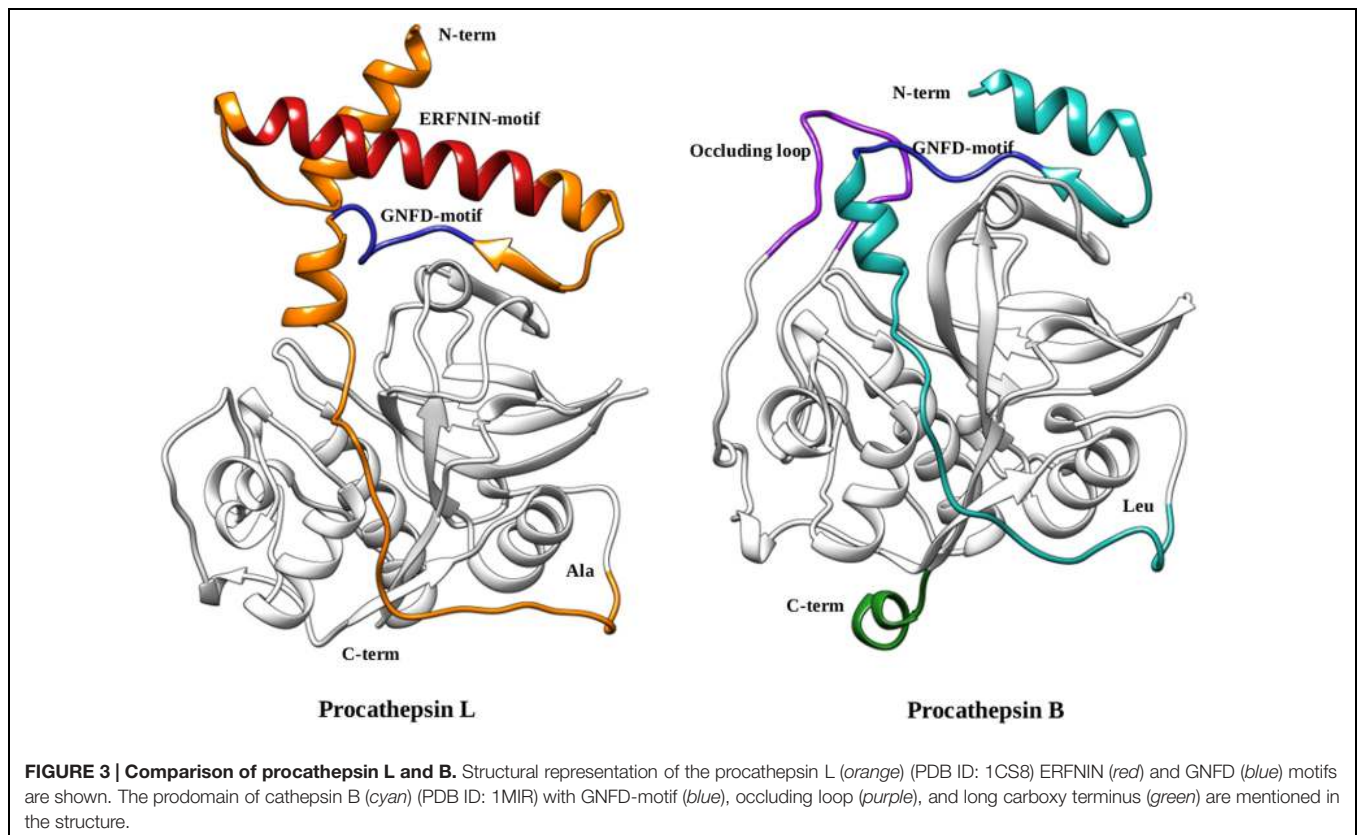 N-term
ERFNIN-motif
GNFD-motif
Ala
C-term
Procathepsin L
N-term
Occluding loop
GNFD-motif
Leu
C-term
Procathepsin B
FIGURE 3 | Comparison of procathepsin L and B. Structural representation of the procathepsin L (orange) (PDB ID: 1CS8) ERFNIN (red) and GNFD (blue) motifs
are shown. The prodomain of cathepsin B (cyan) (PDB ID: 1MIR) with GNFD-motif (blue), occluding loop (purple), and long carboxy terminus (green) are mentioned in
the structure.